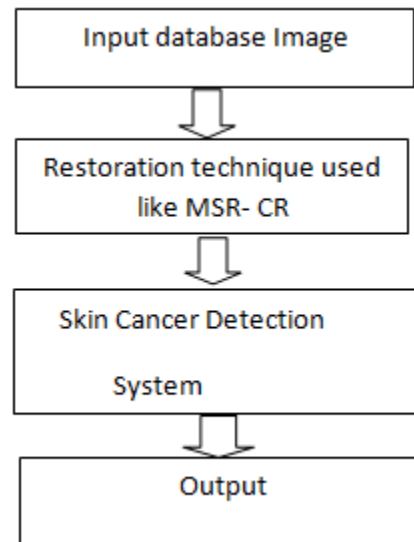 Input database Image
Restoration technique used
like MSR- CR
Skin Cancer Detection
System
Output